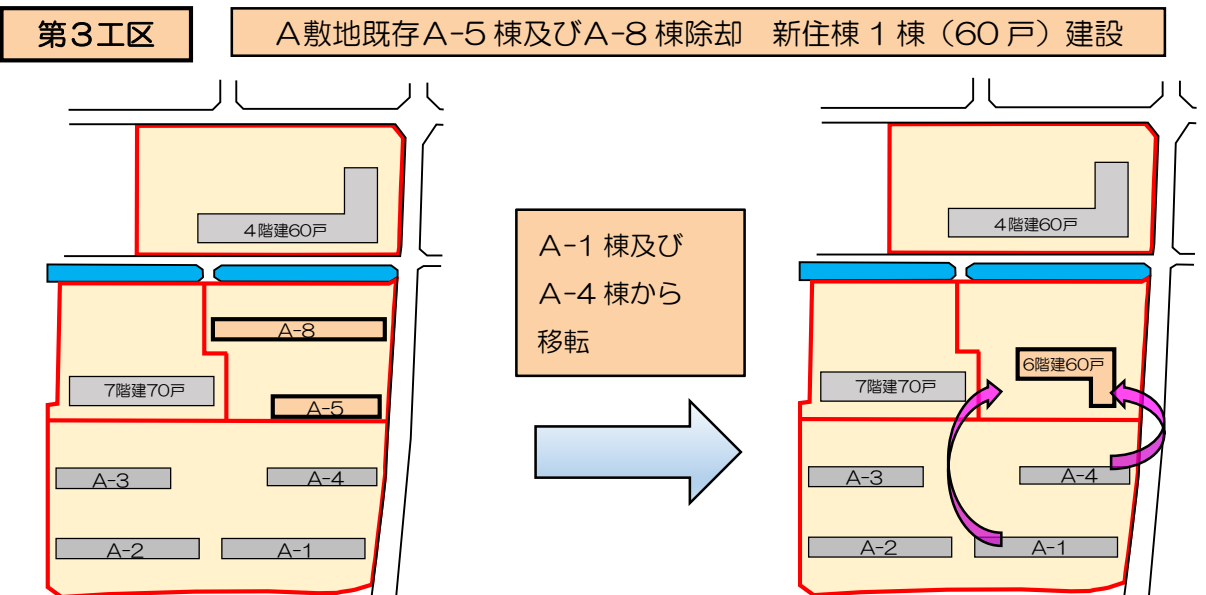 第3工区
A敷地既存A-5棟及びA-8棟除却 新住棟1棟（60戸）建設
4階建60戸
A-8
7階建70戸
A-5
A-3
A-4
A-2
A-1
A-1棟及び
A-4棟から
移転
4階建60戸
6階建60戸
7階建70戸
A-3
A-4
A-2
A-1